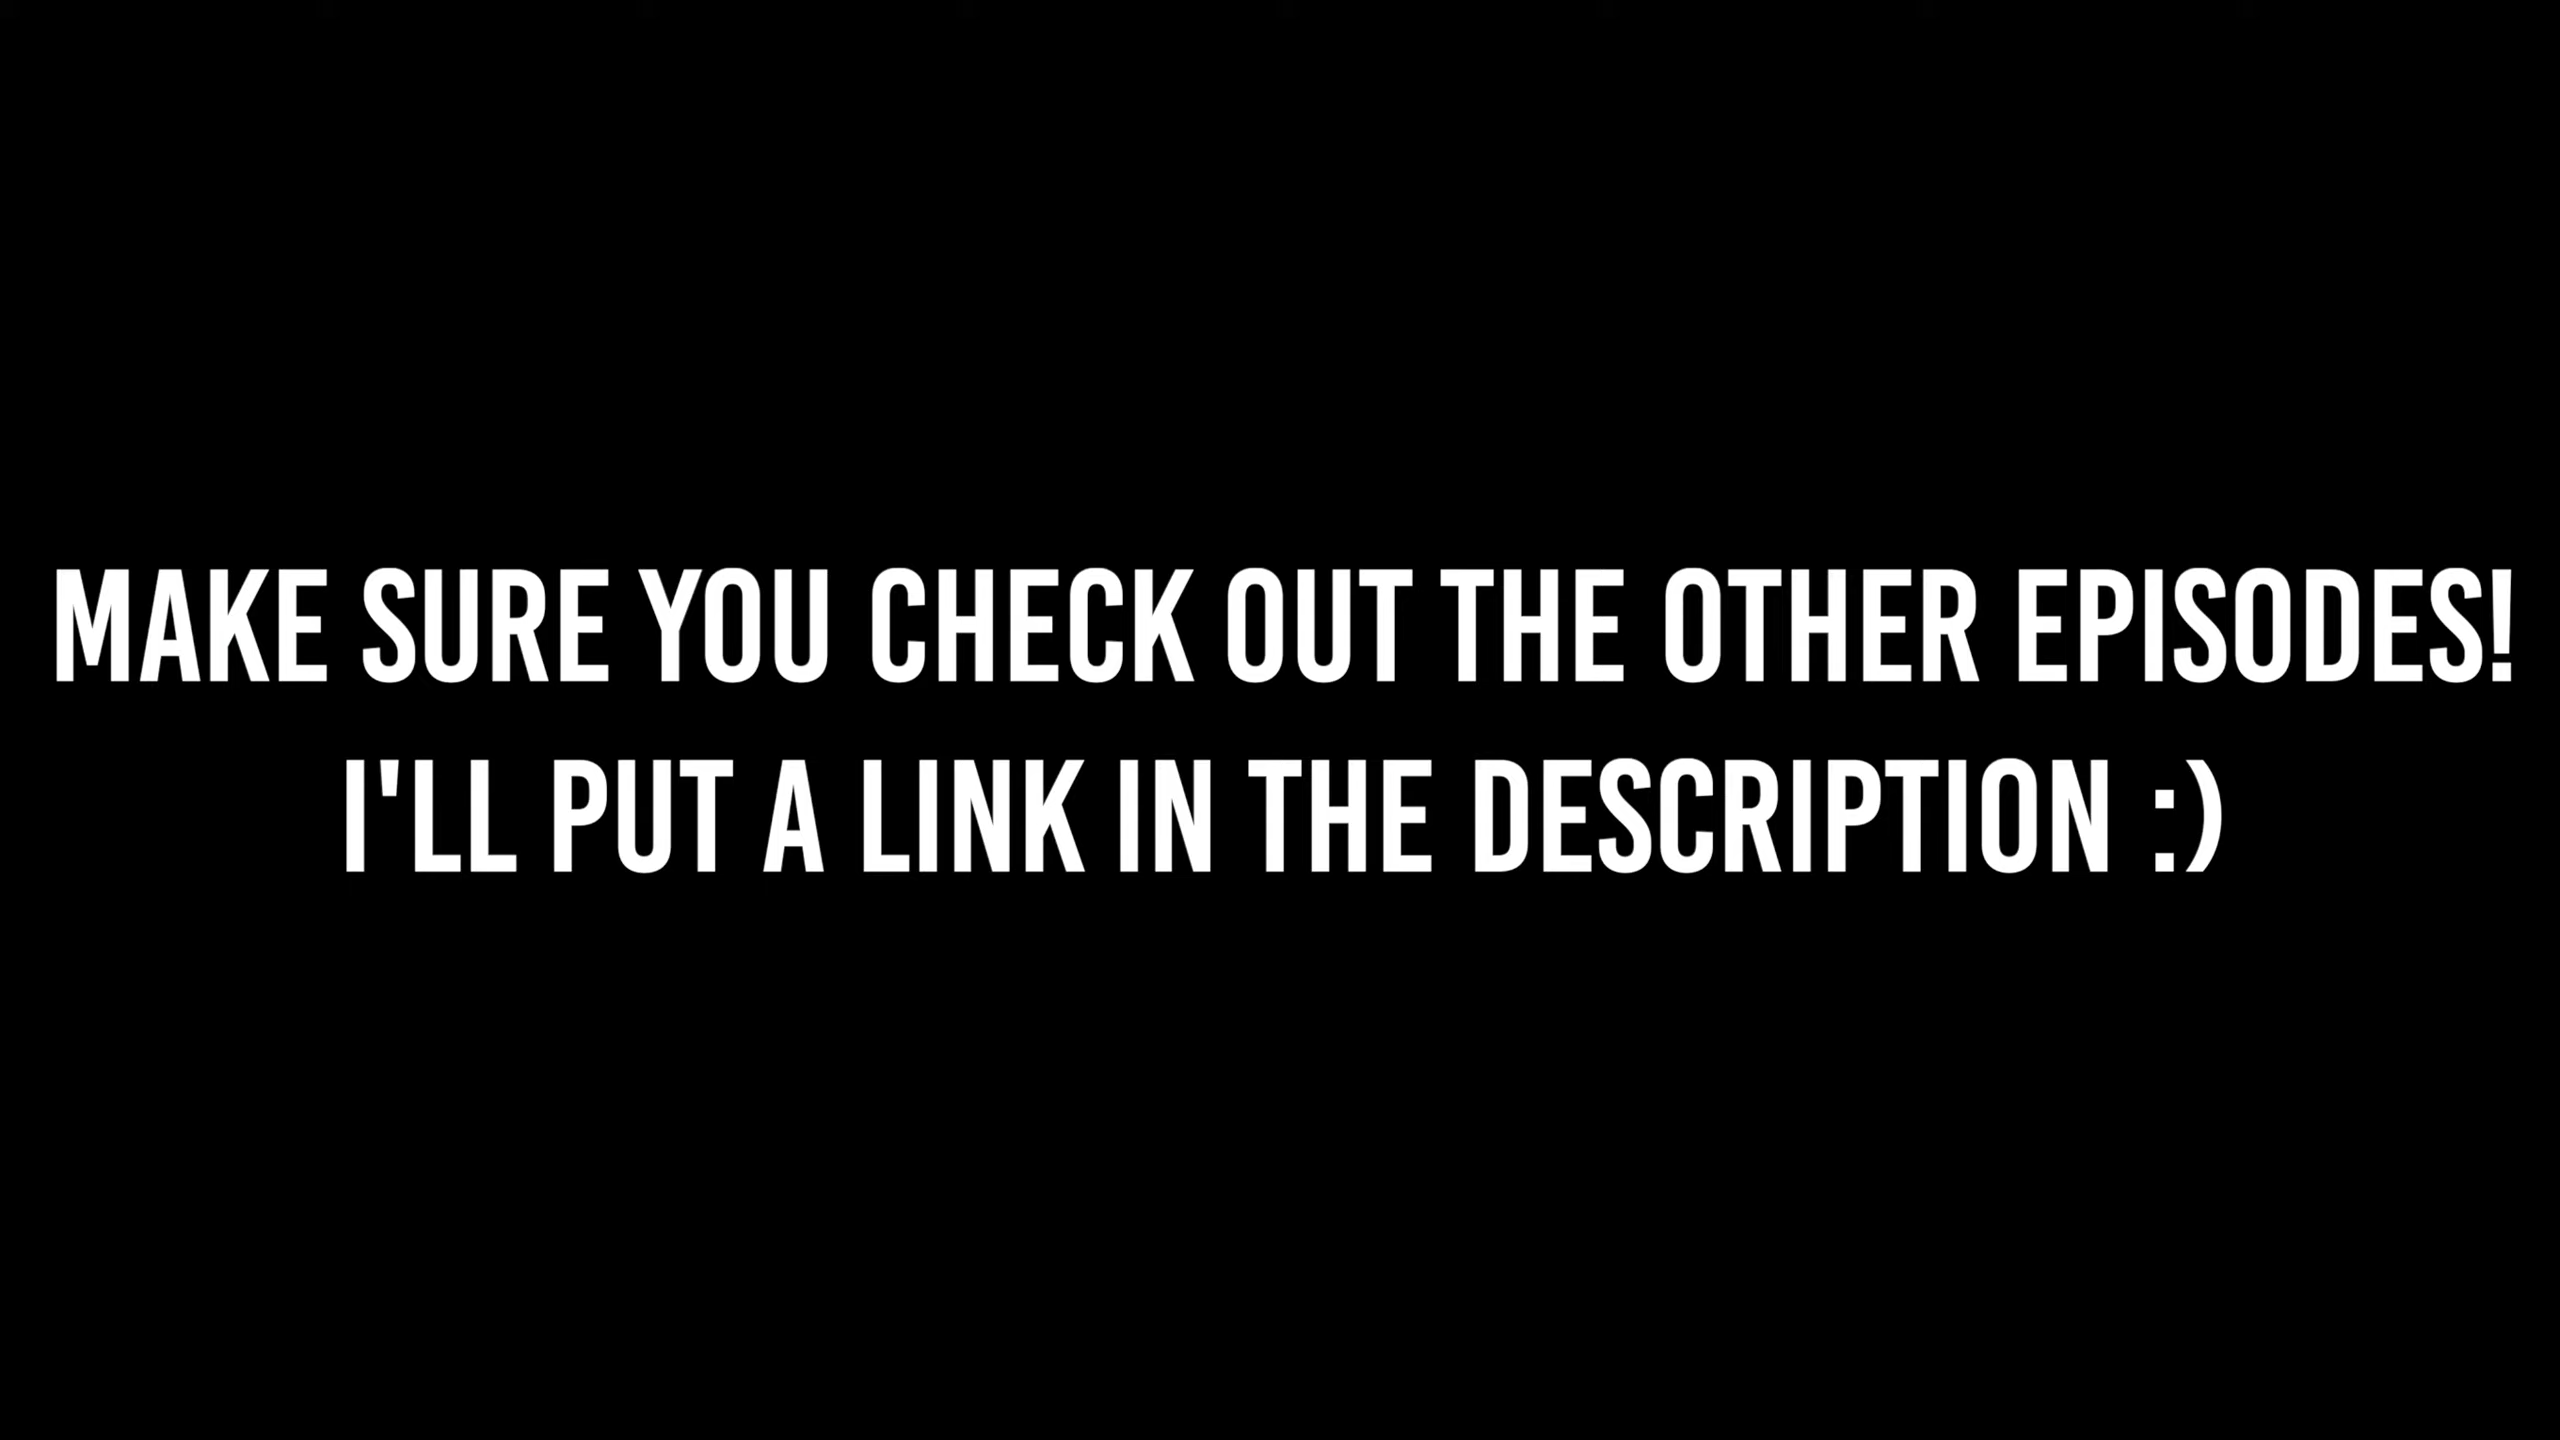 MAKE SURE YOU CHECK OUT THE OTHER EPISODES!
I'LL PUT A LINK IN THE DESCRIPTION :)